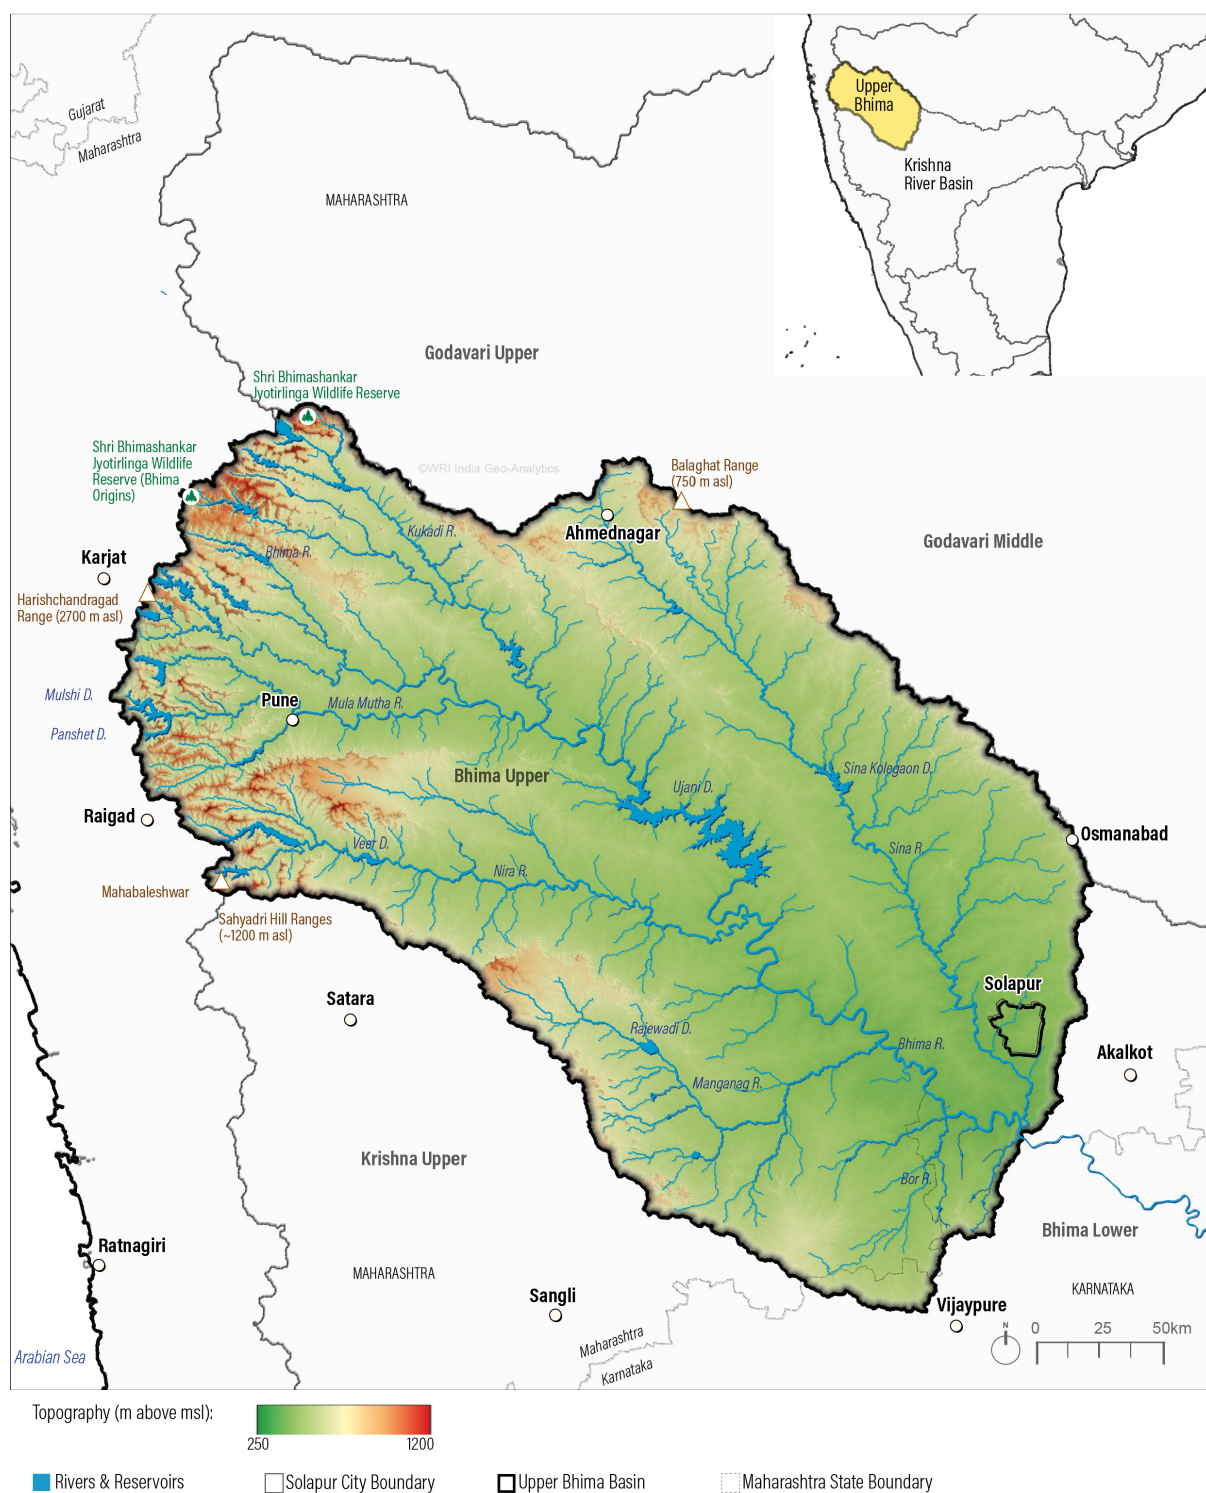 Gujarat
Maharashtra
MAHARASHTRA
Upper
Bhima
Krishna
River Basin
Godavari Upper
Shri Bhimashankar
Jyotirlinga Wildlife Reserve
Shri Bhimashankar
Jyotirlinga Wildlife
Reserve (Bhima
Origins)
©WRI India Geo-Analytics
Balaghat Range
(750 m asl)
Ahmednagar
Kukadi R.
Godavari Middle
Bhima R.
Karjat
Harishchandragad
Range (2700 m asl)
Mulshi D.
Pune
Mula Mutha R.
Panshet D.
Bhima Upper
Sina Kolegaon D.
Ujani D.
Raigad
Osmanabad
Veer D.
Sina R.
Nira R.
Mahabaleshwar
Sahyadri Hill Ranges
(~1200 m asl)
Solapur
Satara
Rajewadi D.
Bhima R.
Akalkot
Manganag R.
Krishna Upper
Bor R.
Bhima Lower
Ratnagiri
MAHARASHTRA
KARNATAKA
Sangli
Vijaypure
Maharashtra
Karnataka
N
0 25 50km
Arabian Sea
Topography (m above msl):
250 1200
Rivers & Reservoirs
Solapur City Boundary
Upper Bhima Basin
Maharashtra State Boundary